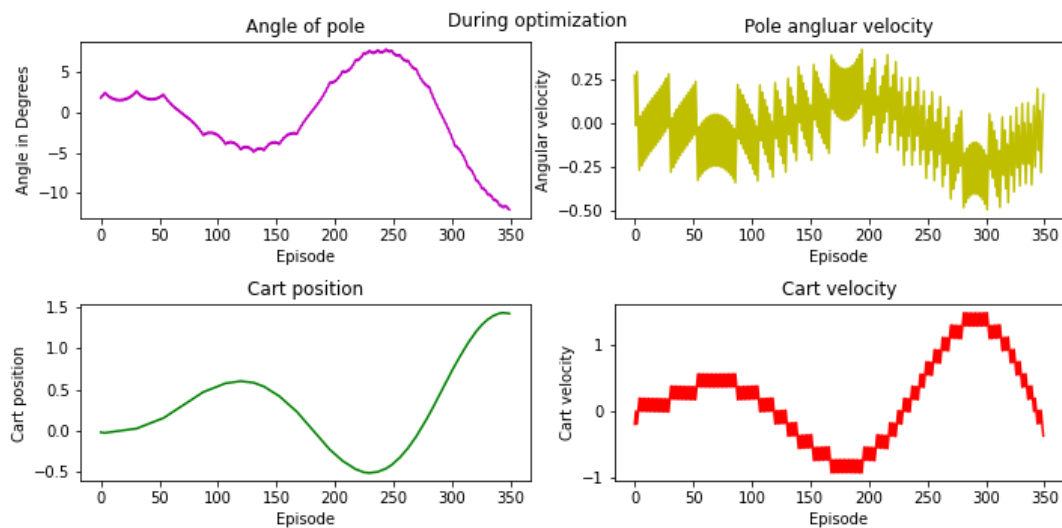 During optimization
Angle of pole
Angle in Degrees
5
0
−5
−10
0 50 100 150 200 250 300 350
Episode
Pole angluar velocity
Angular velocity
0.25
0.00
−0.25
−0.50
0 50 100 150 200 250 300 350
Episode
Cart position
Cart position
1.5
1.0
0.5
0.0
−0.5
0 50 100 150 200 250 300 350
Episode
Cart velocity
Cart velocity
1
0
−1
0 50 100 150 200 250 300 350
Episode